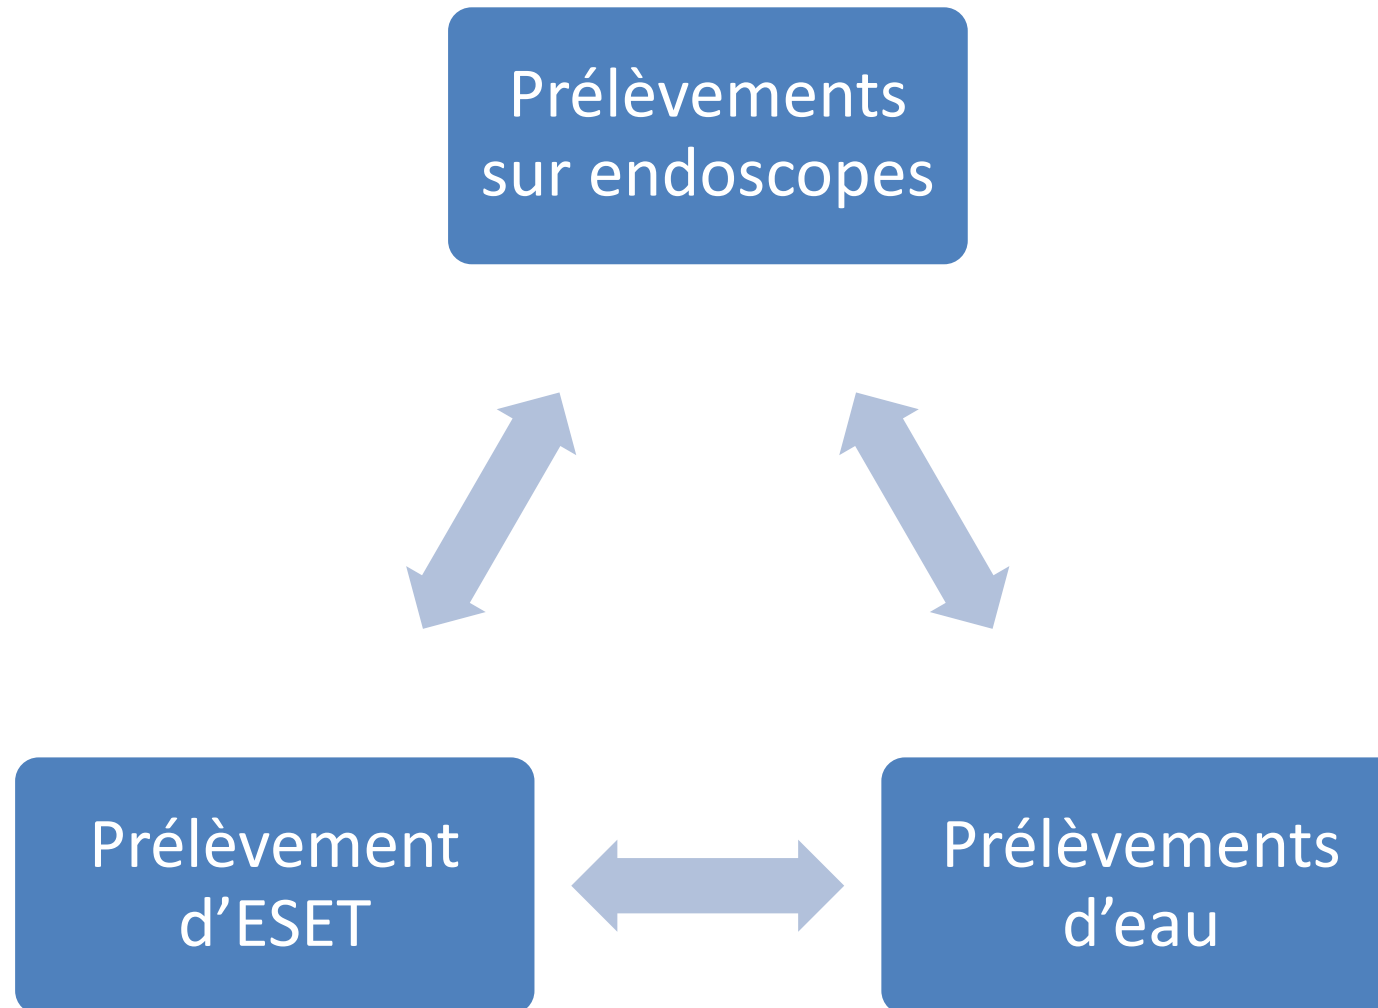 Prélèvements
sur endoscopes
Prélèvement
d’ESET
Prélèvements
d’eau